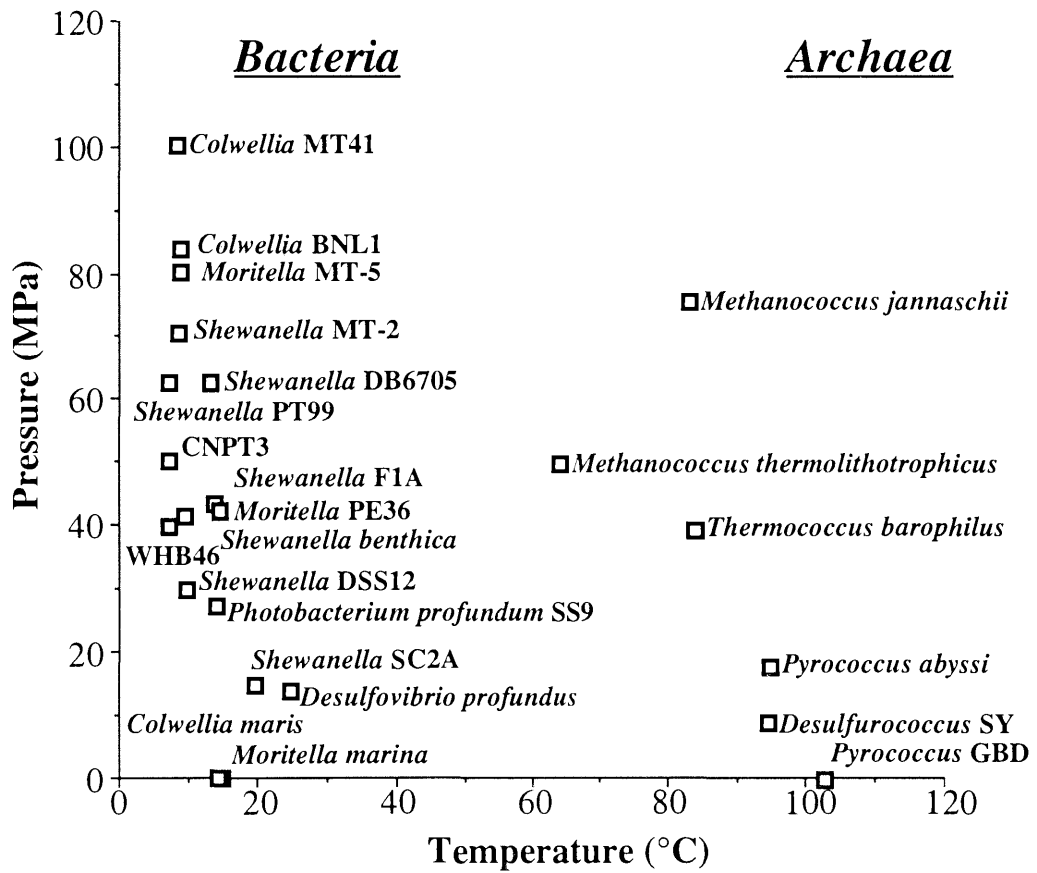 120
Bacteria
Archaea
100
Colwellia MT41
Colwellia BNL1
80
Moritella MT-5
Methanococcus jannaschii
Shewanella MT-2
60
Shewanella DB6705
Shewanella PT99
CNPT3
Shewanella F1A
Methanococcus thermolithotrophicus
Moritella PE36
40
Thermococcus barophilus
Shewanella benthica
WHB46
Shewanella DSS12
Photobacterium profundum SS9
20
Shewanella SC2A
Pyrococcus abyssi
Desulfovibrio profundus
Colwellia maris
Desulfurococcus SY
Moritella marina
Pyrococcus GBD
0
0 20 40 60 80 100 120
Temperature (°C)
Pressure (MPa)